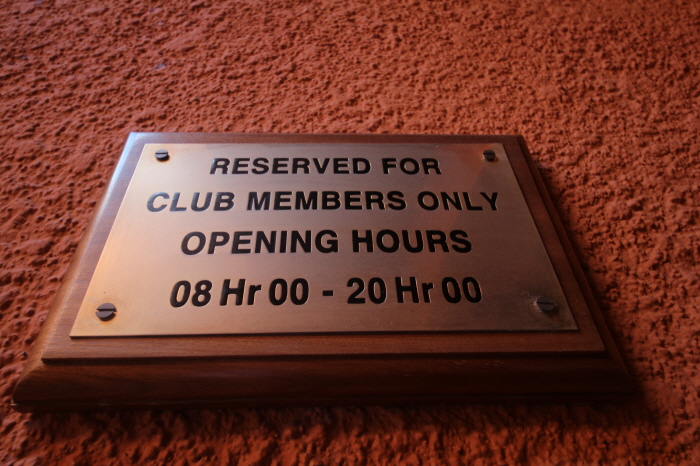 RESERVED FOR
CLUB MEMBERS ONLY
OPENING HOURS
08 Hr 00 - 20 Hr 00